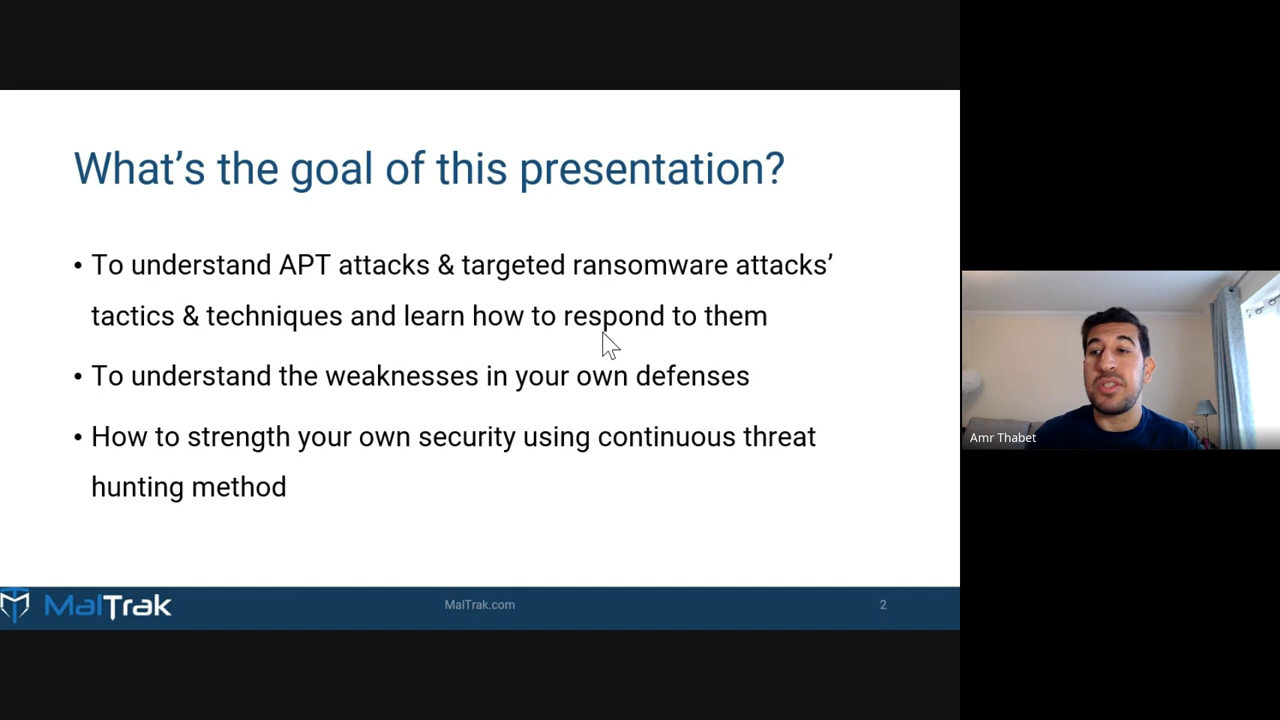 What’s the goal of this presentation?
• To understand APT attacks & targeted ransomware attacks’
tactics & techniques and learn how to respond to them
• To understand the weaknesses in your own defenses
• How to strength your own security using continuous threat
hunting method
MalTrak
MalTrak.com
2
Amr Thabet